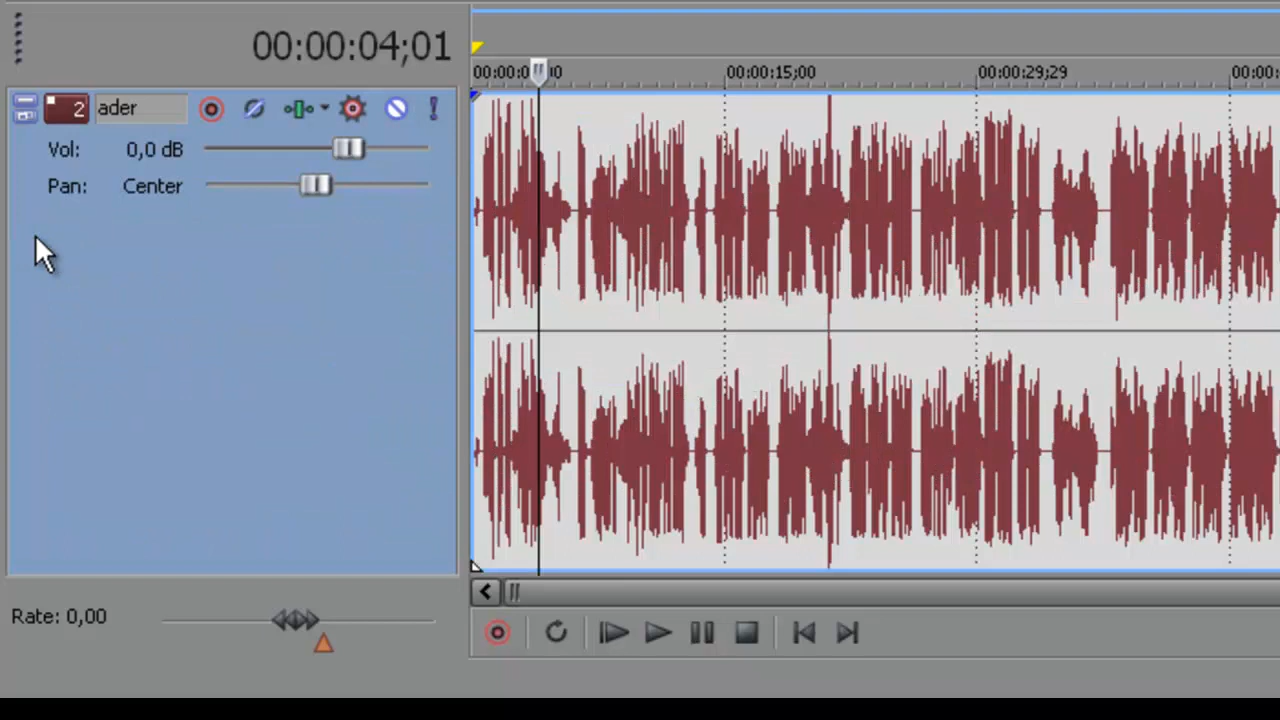 00:00:04;01
00:00:15;00
00:00:29;29
2
ader
Vol:
0,0 dB
Pan:
Center
Rate: 0,00